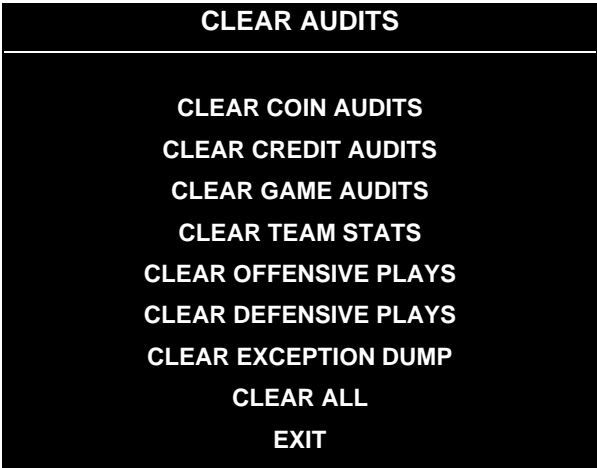 CLEAR AUDITS
CLEAR COIN AUDITS
CLEAR CREDIT AUDITS
CLEAR GAME AUDITS
CLEAR TEAM STATS
CLEAR OFFENSIVE PLAYS
CLEAR DEFENSIVE PLAYS
CLEAR EXCEPTION DUMP
CLEAR ALL
EXIT